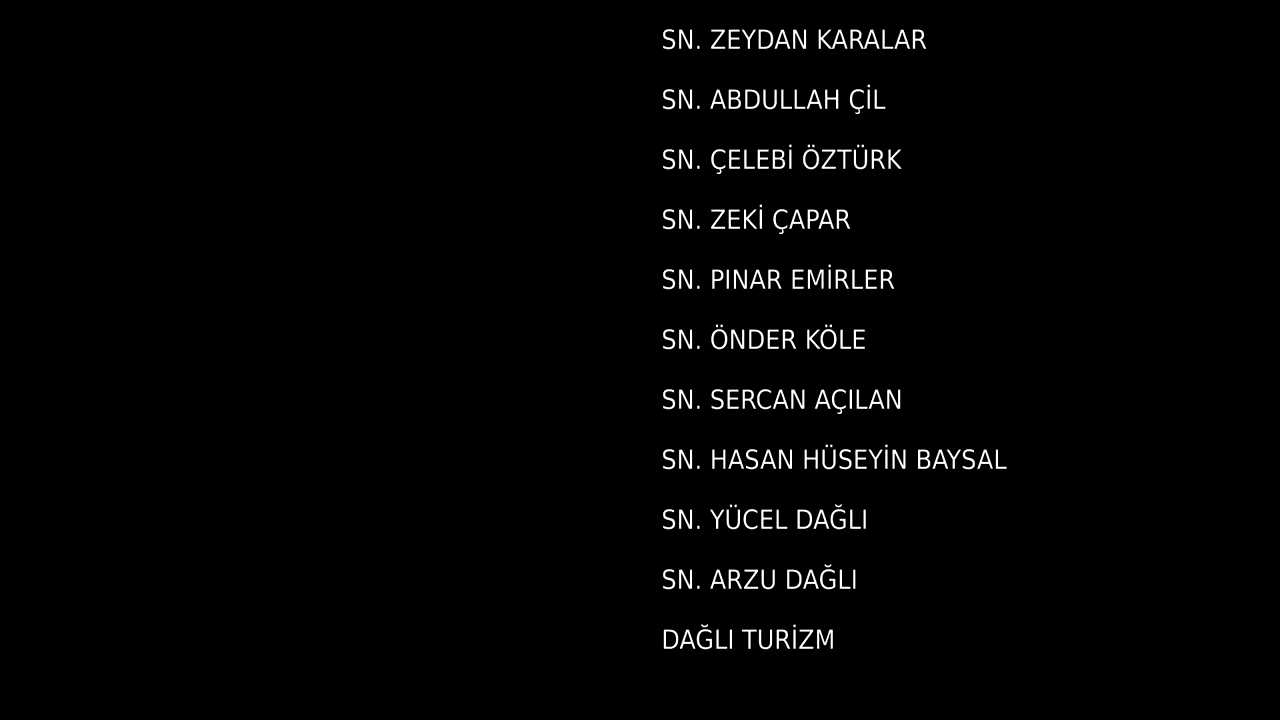 SN. ZEYDAN KARALAR
SN. ABDULLAH ÇİL
SN. ÇELEBİ ÖZTÜRK
SN. ZEKİ ÇAPAR
SN. PINAR EMİRLER
SN. ÖNDER KÖLE
SN. SERCAN AÇILAN
SN. HASAN HÜSEYİN BAYSAL
SN. YÜCEL DAĞLI
SN. ARZU DAĞLI
DAĞLI TURİZM